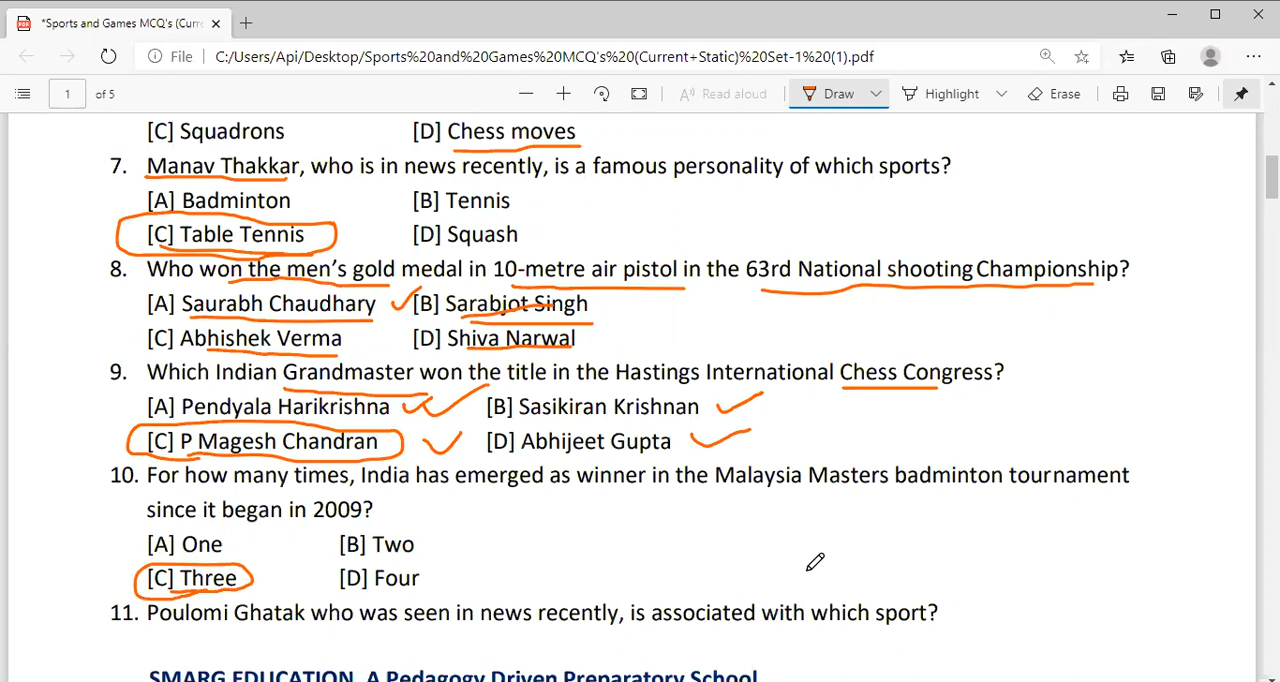 *Sports and Games MCQ's (Curr
File C:/Users/Api/Desktop/Sports%20and%20Games%20MCQ's%20(Current+Static)%20Set-1%20(1).pdf
1 of 5 Read aloud Draw Highlight Erase
[C] Squadrons [D] Chess moves
7. Manav Thakkar, who is in news recently, is a famous personality of which sports?
[A] Badminton [B] Tennis
[C] Table Tennis [D] Squash
8. Who won the men's gold medal in 10-metre air pistol in the 63rd National shooting Championship?
[A] Saurabh Chaudhary [B] Sarabjot Singh
[C] Abhishek Verma [D] Shiva Narwal
9. Which Indian Grandmaster won the title in the Hastings International Chess Congress?
[A] Pendyala Harikrishna [B] Sasikiran Krishnan
[C] P Magesh Chandran [D] Abhijeet Gupta
10. For how many times, India has emerged as winner in the Malaysia Masters badminton tournament
since it began in 2009?
[A] One [B] Two
[C] Three [D] Four
11. Poulomi Ghatak who was seen in news recently, is associated with which sport?
SMARG EDUCATION, A Pedagogy Driven Preparatory School